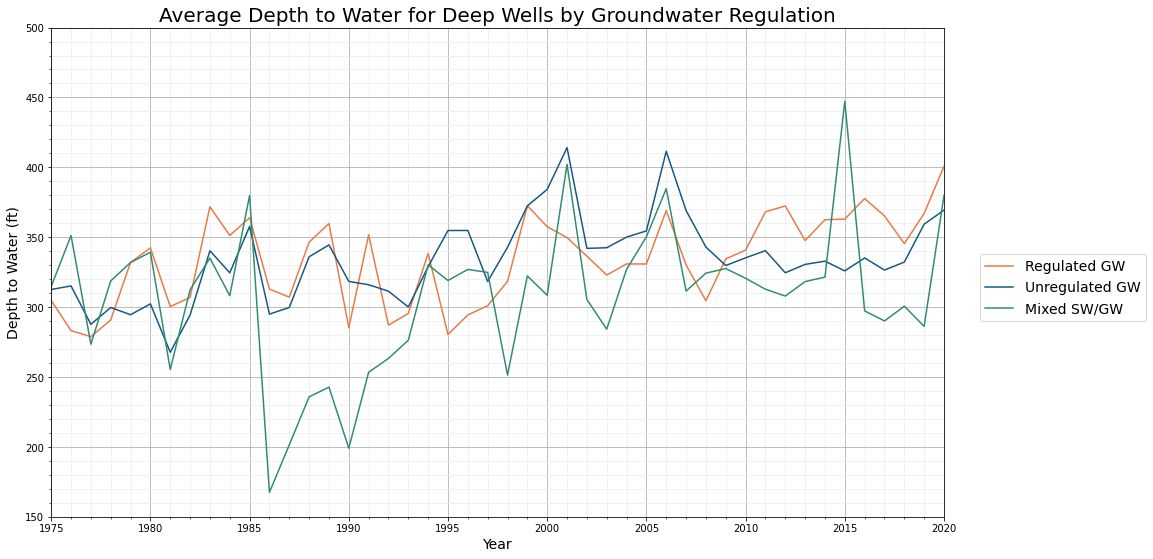 Average Depth to Water for Deep Wells by Groundwater Regulation
500
450
400
350
300
250
200
150
Depth to Water (ft)
1975 1980 1985 1990 1995 2000 2005 2010 2015 2020
Year
Regulated GW
Unregulated GW
Mixed SW/GW